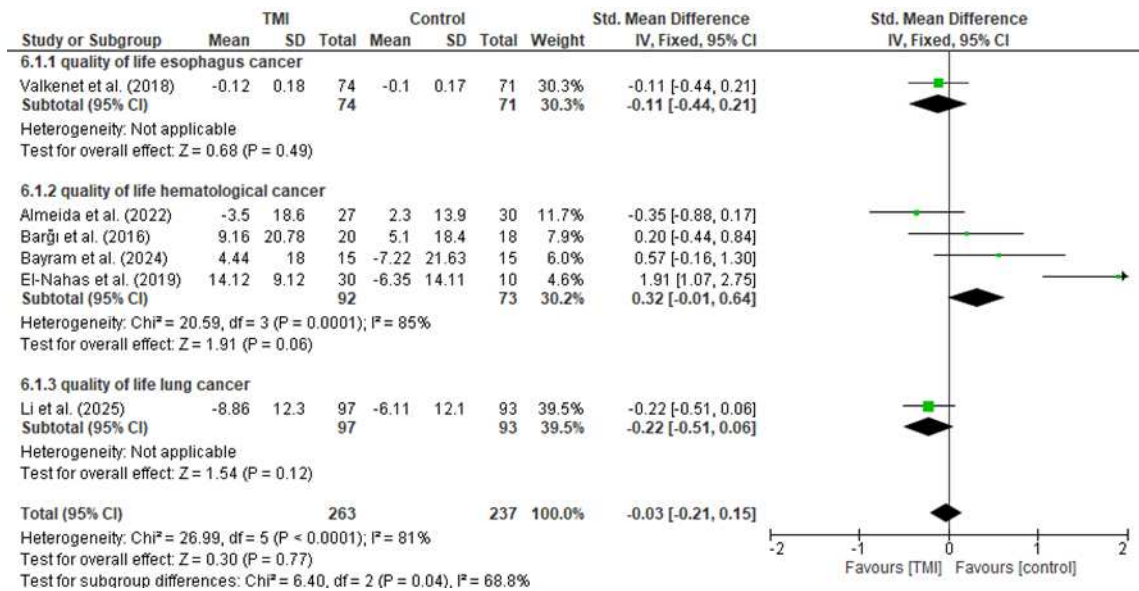 TMI Control Std. Mean Difference Std. Mean Difference
Study or Subgroup Mean SD Total Mean SD Total Weight IV, Fixed, 95% CI IV, Fixed, 95% CI
6.1.1 quality of life esophagus cancer
Valkenet et al. (2018) -0.12 0.18 74 -0.1 0.17 71 30.3% -0.11 [-0.44, 0.21]
Subtotal (95% CI) 74 71 30.3% -0.11 [-0.44, 0.21]
Heterogeneity: Not applicable
Test for overall effect: Z = 0.68 (P = 0.49)
6.1.2 quality of life hematological cancer
Almeida et al. (2022) -3.5 18.6 27 2.3 13.9 30 11.7% -0.35 [-0.88, 0.17]
Barğı et al. (2016) 9.16 20.78 20 5.1 18.4 18 7.9% 0.20 [-0.44, 0.84]
Bayram et al. (2024) 4.44 18 15 -7.22 21.63 15 6.0% 0.57 [-0.16, 1.30]
El-Nahas et al. (2019) 14.12 9.12 30 -6.35 14.11 10 4.6% 1.91 [1.07, 2.75]
Subtotal (95% CI) 92 73 30.2% 0.32 [-0.01, 0.64]
Heterogeneity: Chi² = 20.59, df = 3 (P = 0.0001); I² = 85%
Test for overall effect: Z = 1.91 (P = 0.06)
6.1.3 quality of life lung cancer
Li et al. (2025) -8.86 12.3 97 -6.11 12.1 93 39.5% -0.22 [-0.51, 0.06]
Subtotal (95% CI) 97 93 39.5% -0.22 [-0.51, 0.06]
Heterogeneity: Not applicable
Test for overall effect: Z = 1.54 (P = 0.12)
Total (95% CI) 263 237 100.0% -0.03 [-0.21, 0.15]
Heterogeneity: Chi² = 26.99, df = 5 (P < 0.0001); I² = 81%
Test for overall effect: Z = 0.30 (P = 0.77)
Test for subgroup differences: Chi² = 6.40, df = 2 (P = 0.04), I² = 68.8%
-2 -1 0 1 2
Favours [TMI] Favours [control]